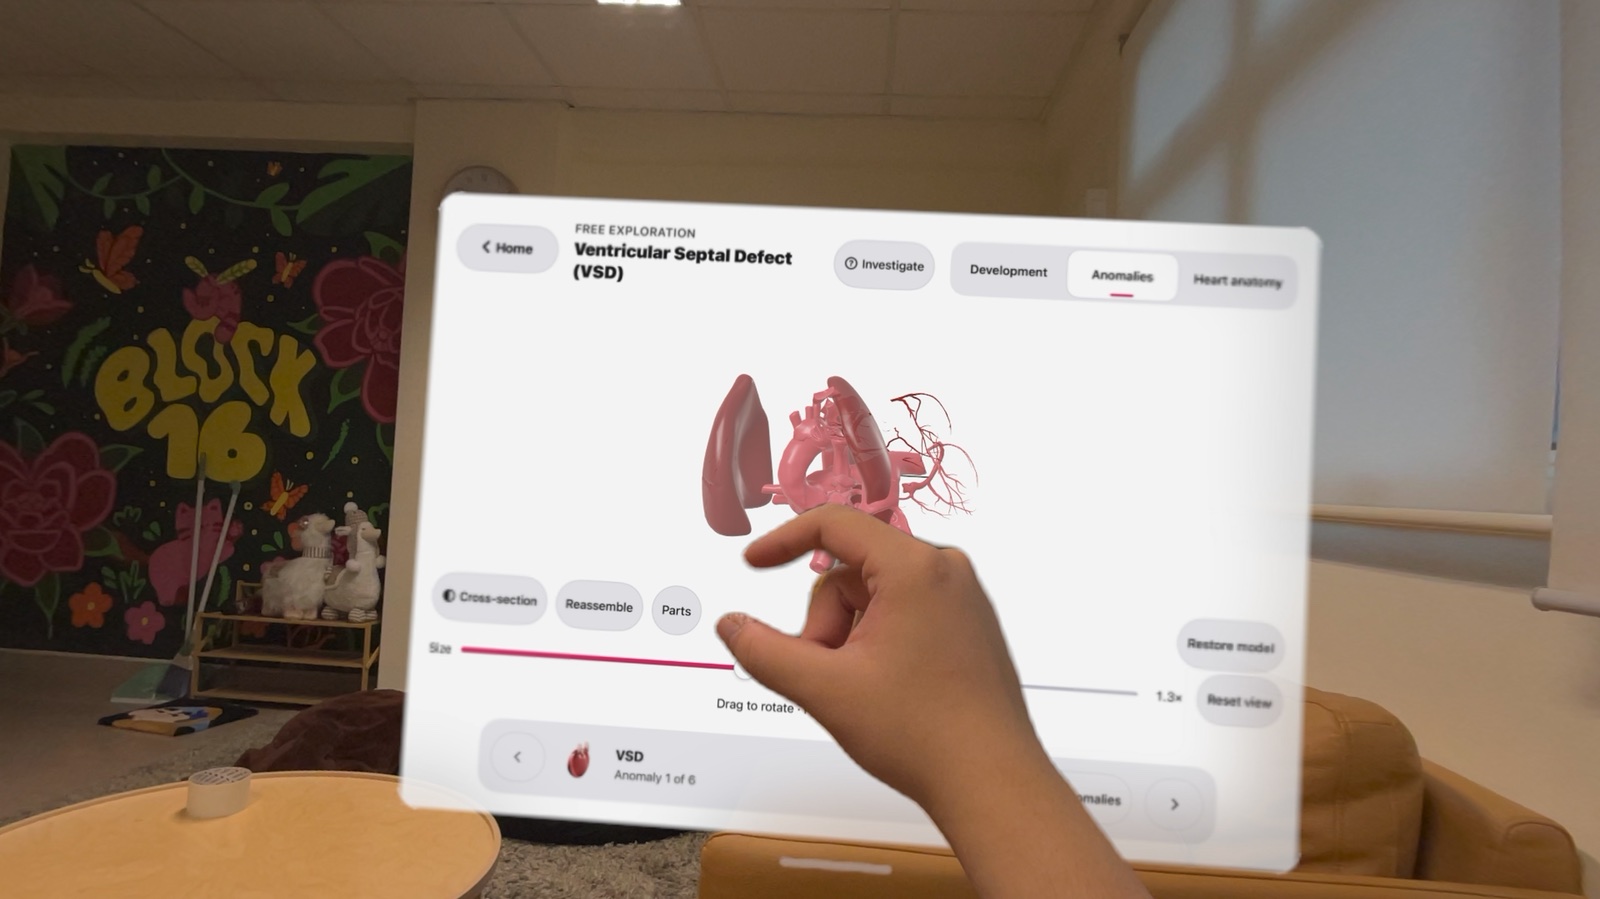 BLOCK
16
Home
FREE EXPLORATION
Ventricular Septal Defect
(VSD)
Investigate
Development
Anomalies
Heart anatomy
Cross-section
Reassemble
Parts
Restore model
Size
1.3×
Reset view
Drag to rotate ·
VSD
Anomaly 1 of 6